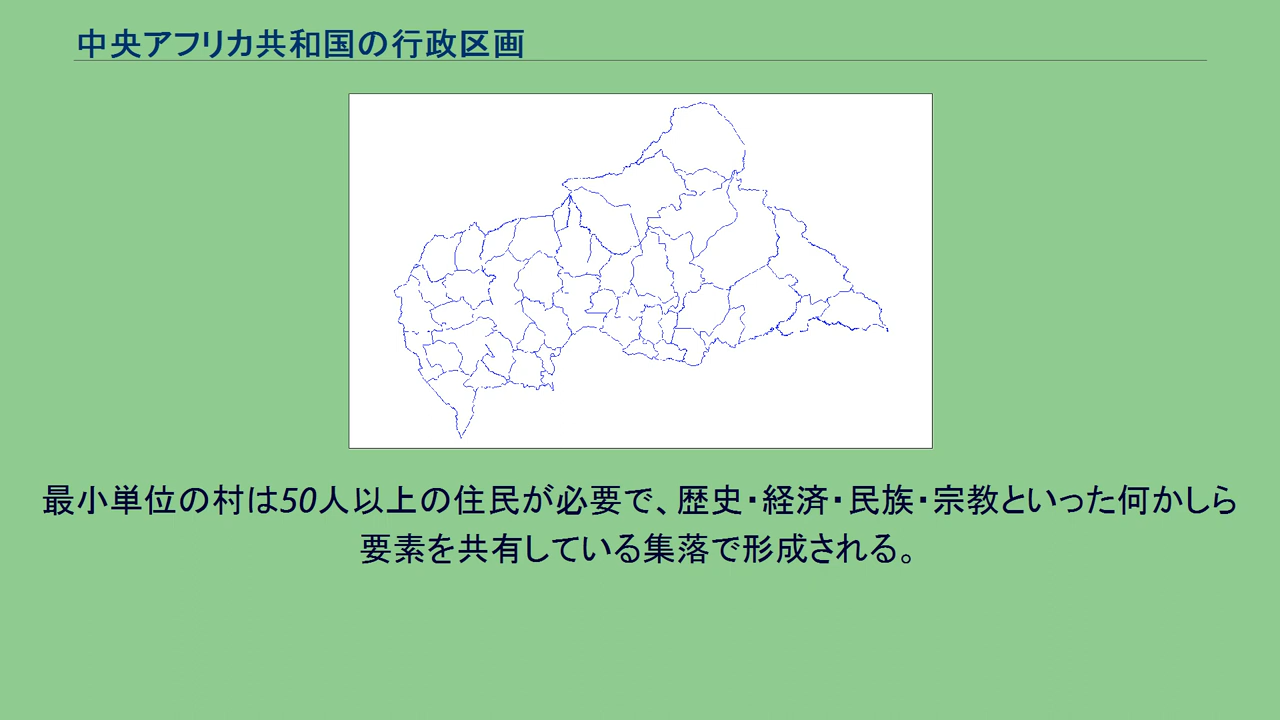 中央アフリカ共和国の行政区画
最小単位の村は50人以上の住民が必要で、歴史・経済・民族・宗教といった何かしら
要素を共有している集落で形成される。